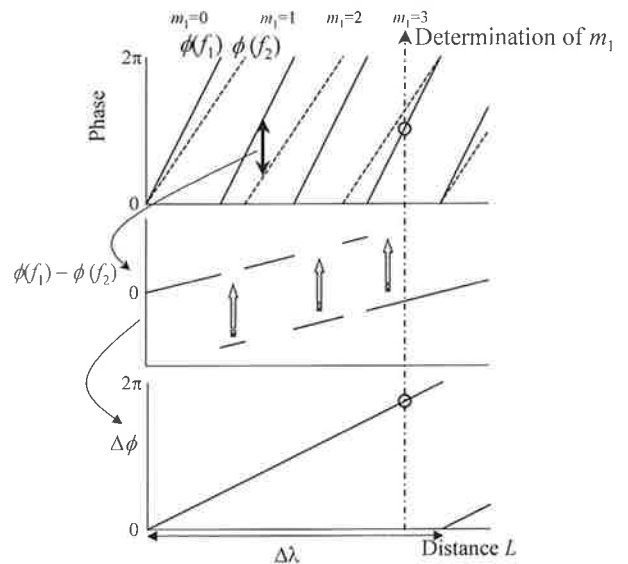 m₁=0 m₁=1 m₁=2 m₁=3
ϕ(f₁) ϕ(f₂)
Determination of m₁
2π
Phase
0
ϕ(f₁) − ϕ(f₂)
0
2π
Δϕ
0
Δλ
Distance L